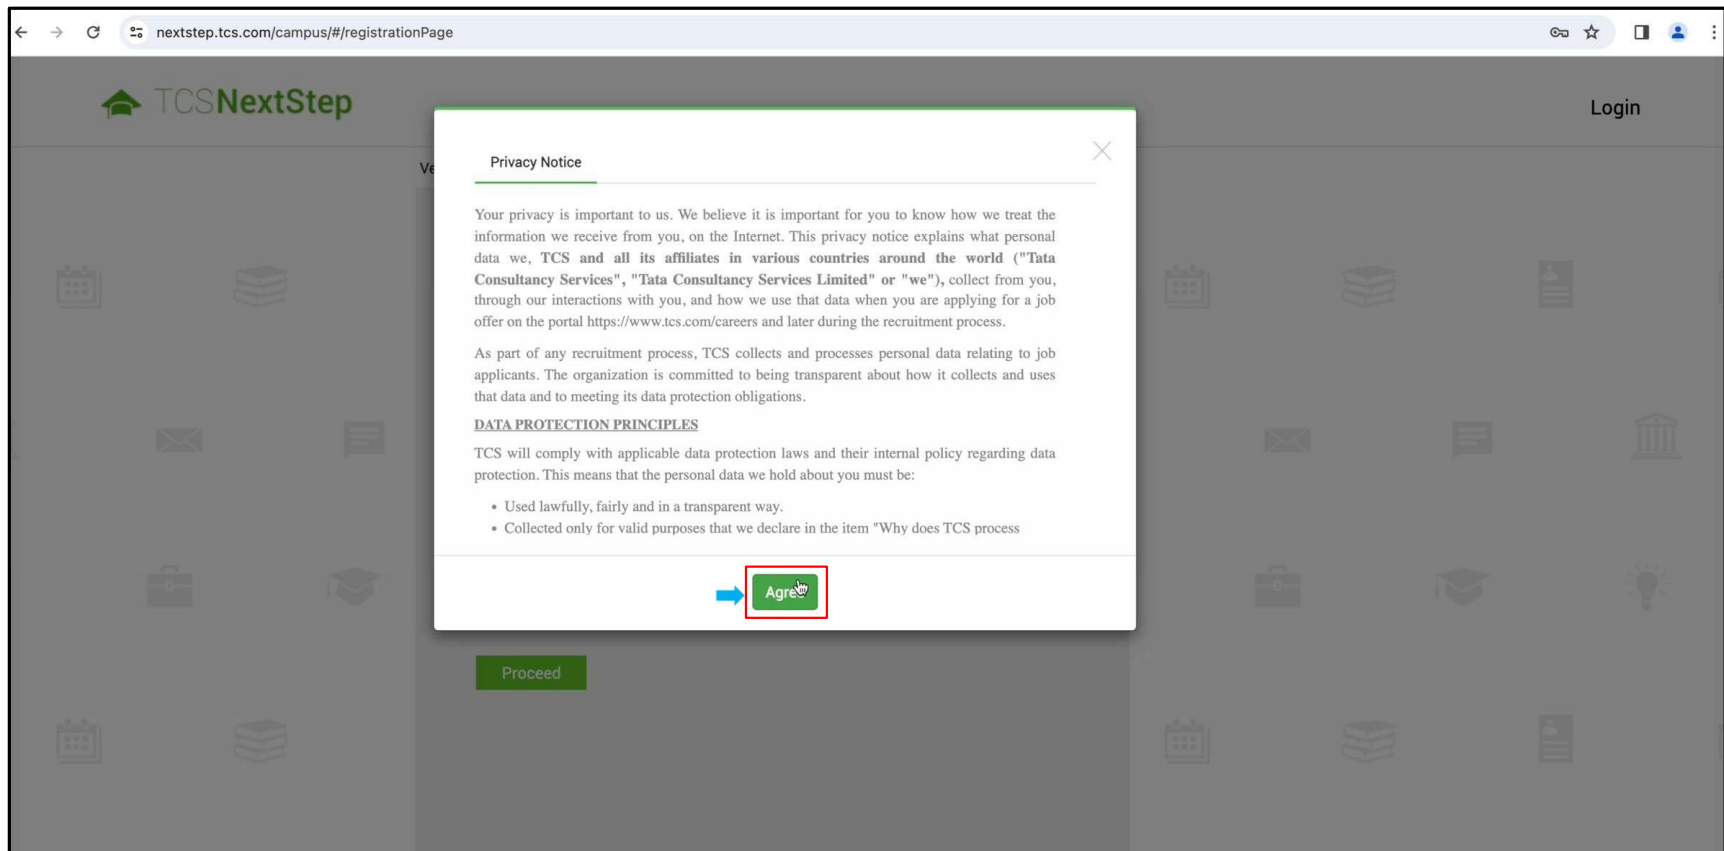 nextstep.tcs.com/campus/#/registrationPage
TCSNextStep
Login
Privacy Notice
Your privacy is important to us. We believe it is important for you to know how we treat the
information we receive from you, on the Internet. This privacy notice explains what personal
data we, TCS and all its affiliates in various countries around the world ("Tata
Consultancy Services", "Tata Consultancy Services Limited" or "we"), collect from you,
through our interactions with you, and how we use that data when you are applying for a job
offer on the portal https://www.tcs.com/careers and later during the recruitment process.
As part of any recruitment process, TCS collects and processes personal data relating to job
applicants. The organization is committed to being transparent about how it collects and uses
that data and to meeting its data protection obligations.
DATA PROTECTION PRINCIPLES
TCS will comply with applicable data protection laws and their internal policy regarding data
protection. This means that the personal data we hold about you must be:
• Used lawfully, fairly and in a transparent way.
• Collected only for valid purposes that we declare in the item "Why does TCS process
Agree
Proceed